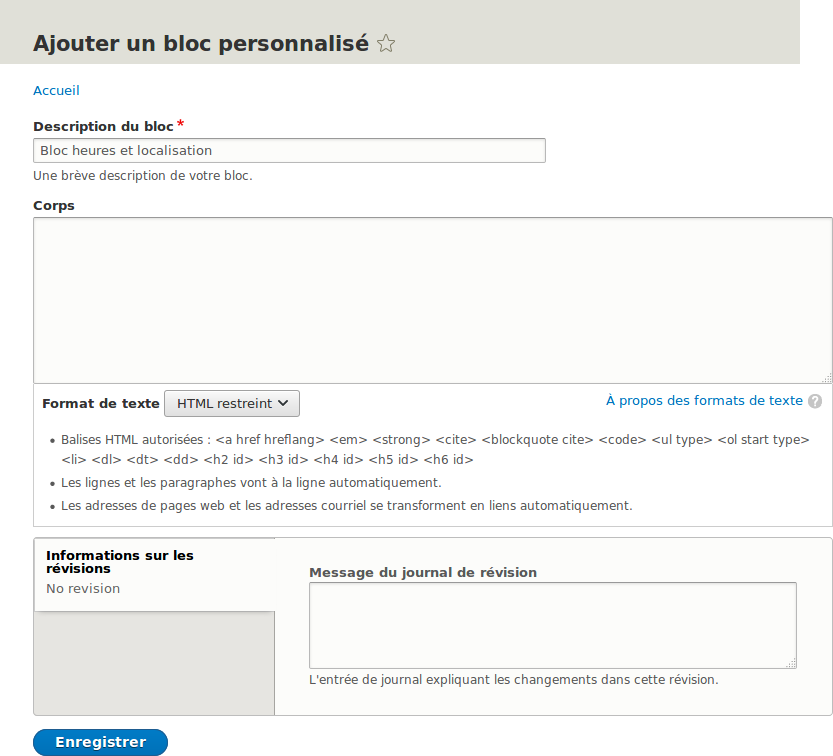 Ajouter un bloc personnalisé
Accueil
Description du bloc *
Bloc heures et localisation
Une brève description de votre bloc.
Corps
Format de texte HTML restreint À propos des formats de texte ?
Balises HTML autorisées : <a href hreflang> <em> <strong> <cite> <blockquote cite> <code> <ul type> <ol start type>
<li> <dl> <dt> <dd> <h2 id> <h3 id> <h4 id> <h5 id> <h6 id>
Les lignes et les paragraphes vont à la ligne automatiquement.
Les adresses de pages web et les adresses courriel se transforment en liens automatiquement.
Informations sur les
révisions
No revision
Message du journal de révision
L'entrée de journal expliquant les changements dans cette révision.
Enregistrer